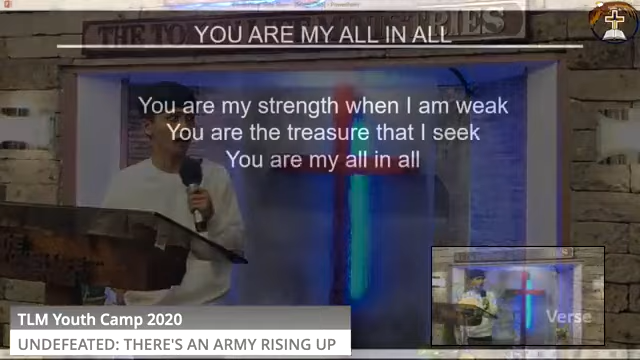 YOU ARE MY ALL IN ALL
You are my strength when I am weak
You are the treasure that I seek
You are my all in all
Verse
TLM Youth Camp 2020
UNDEFEATED: THERE'S AN ARMY RISING UP